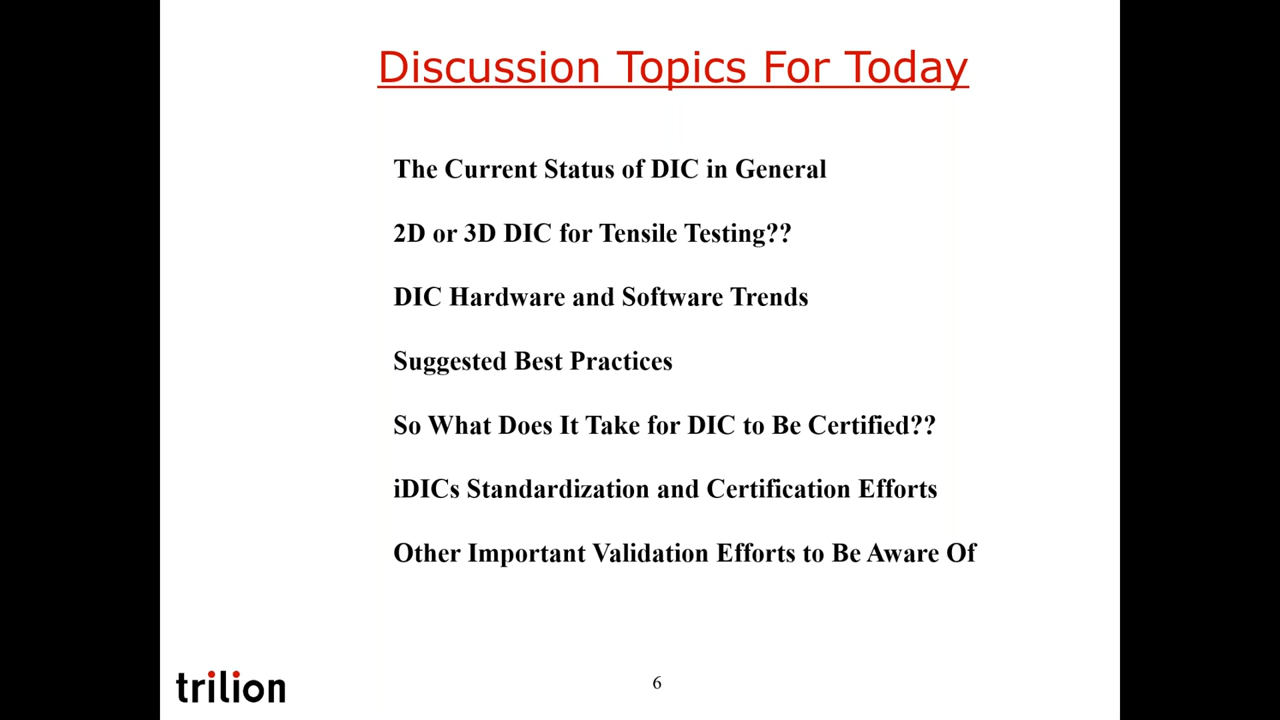 Discussion Topics For Today
The Current Status of DIC in General
2D or 3D DIC for Tensile Testing??
DIC Hardware and Software Trends
Suggested Best Practices
So What Does It Take for DIC to Be Certified??
iDICs Standardization and Certification Efforts
Other Important Validation Efforts to Be Aware Of
trilion
6